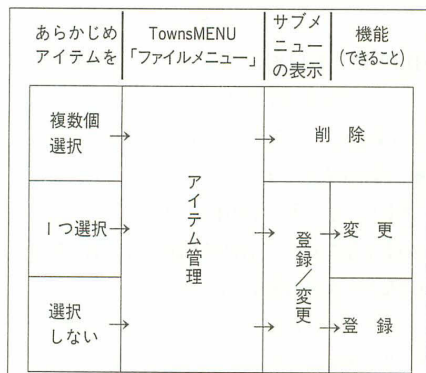 あらかじめ
アイテムを
TownsMENU
「ファイルメニュー」
サブメ
ニュー
の表示
機能
(できること)
複数個
選択
→
→
削 除
1つ選択→
アイテム管理
→
登録／変更
→
変 更
選択
しない
→
→
→
登 録